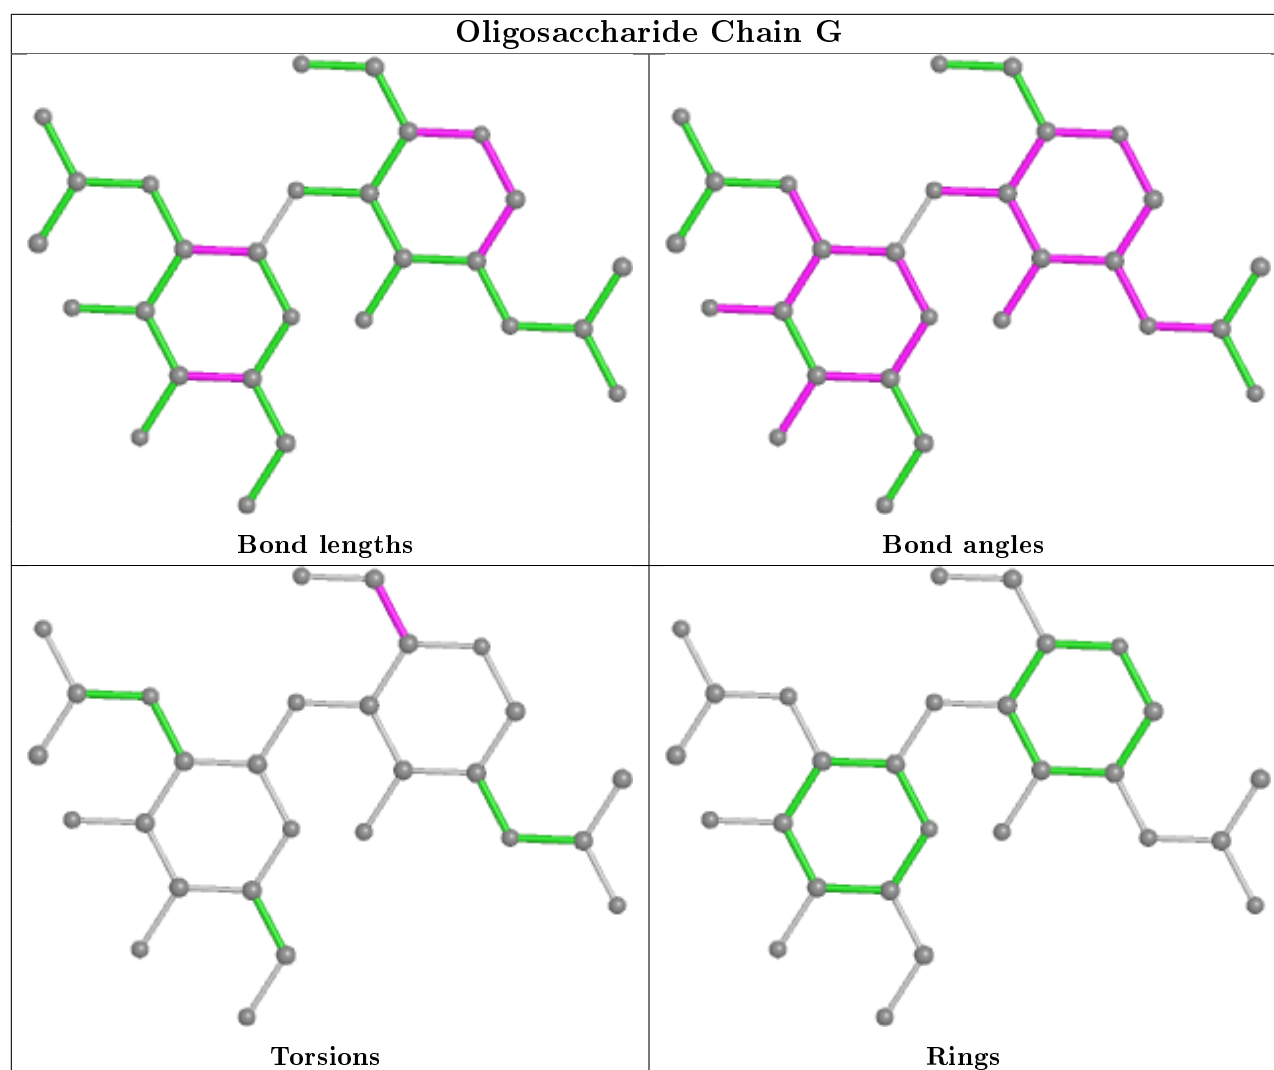 Oligosaccharide Chain G
Bond lengths
Bond angles
Torsions
Rings